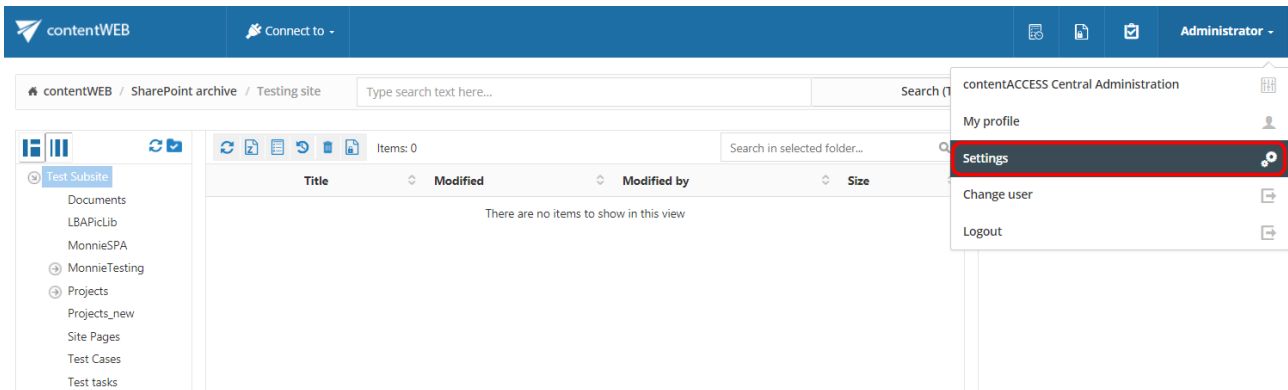 contentWEB
Connect to
Administrator
contentWEB / SharePoint archive / Testing site
Type search text here...
Search (T
contentACCESS Central Administration
My profile
Settings
Change user
Logout
Items: 0
Search in selected folder...
Title
Modified
Modified by
Size
There are no items to show in this view
Test Subsite
Documents
LBAPicLib
MonnieSPA
MonnieTesting
Projects
Projects_new
Site Pages
Test Cases
Test tasks